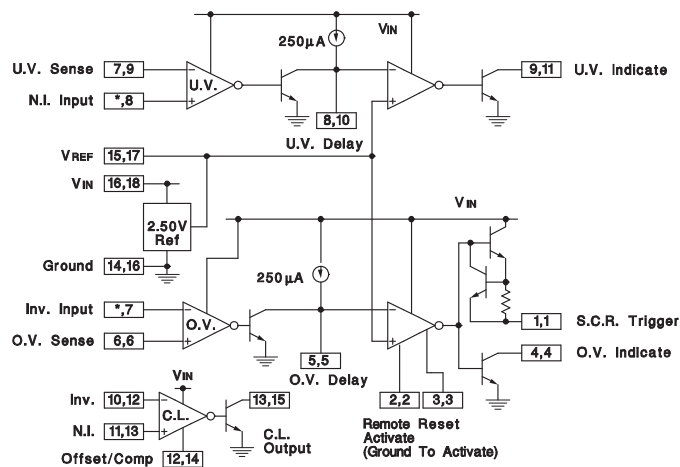 VIN
250µA
U.V. Sense 7,9
9,11 U.V. Indicate
U.V.
N.I. Input *,8
8,10
U.V. Delay
VREF 15,17
VIN 16,18
VIN
2.50V
Ref
Ground 14,16
250µA
Inv. Input *,7
1,1 S.C.R. Trigger
O.V.
O.V. Sense 6,6
4,4 O.V. Indicate
5,5
O.V. Delay
VIN
Inv. 10,12
13,15
2,2 3,3
C.L.
N.I. 11,13
C.L.
Output
Remote Reset
Activate
(Ground To Activate)
Offset/Comp 12,14